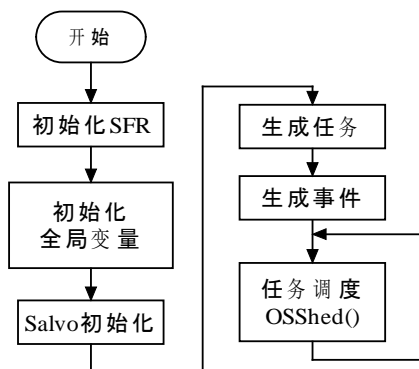 开始
初始化SFR
初始化
全局变量
Salvo初始化
生成任务
生成事件
任务调度
OSShed()